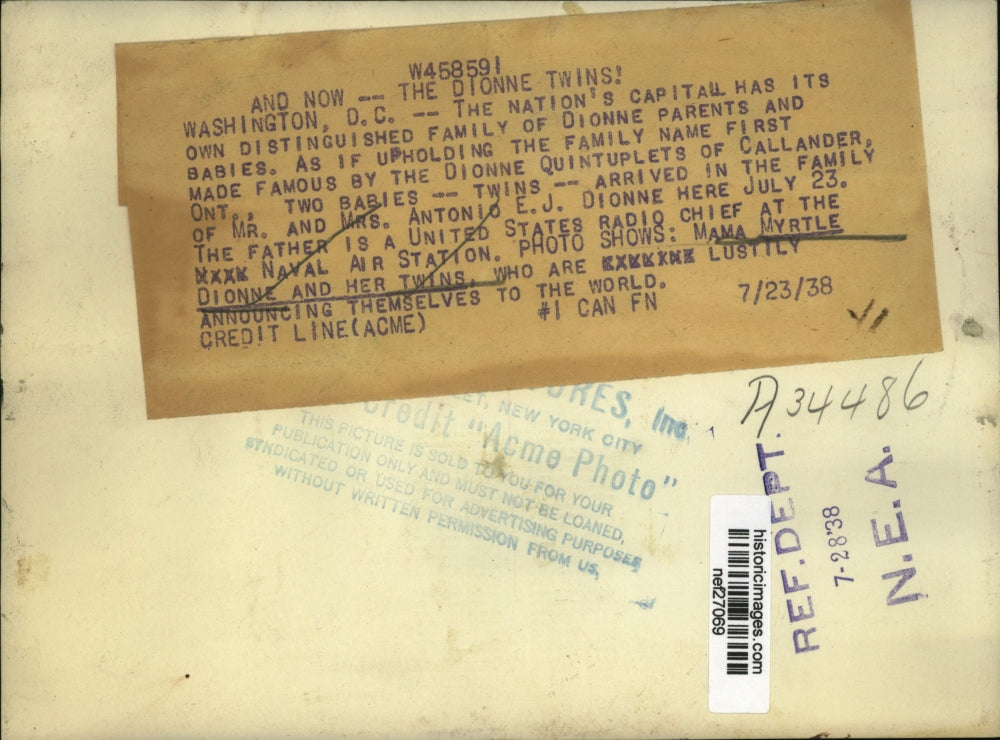 W458591
AND NOW -- THE DIONNE TWINS!
WASHINGTON, D.C. -- THE NATION'S CAPITAL HAS ITS
OWN DISTINGUISHED FAMILY OF DIONNE PARENTS AND
BABIES. AS IF UPHOLDING THE FAMILY NAME FIRST
MADE FAMOUS BY THE DIONNE QUINTUPLETS OF CALLANDER,
ONT., TWO BABIES -- TWINS -- ARRIVED IN THE FAMILY
OF MR. AND MRS. ANTONIO E.J. DIONNE HERE JULY 23.
THE FATHER IS A UNITED STATES RADIO CHIEF AT THE
XXXX NAVAL AIR STATION. PHOTO SHOWS: MAMA MYRTLE
DIONNE AND HER TWINS, WHO ARE LUSTILY
ANNOUNCING THEMSELVES TO THE WORLD.
CREDIT LINE(ACME) #1 CAN FN 7/23/38
A34486
URES, Inc.
NEW YORK CITY
Credit "Acme Photo"
THIS PICTURE IS SOLD TO YOU FOR YOUR
PUBLICATION ONLY AND MUST NOT BE LOANED,
SYNDICATED OR USED FOR ADVERTISING PURPOSES
WITHOUT WRITTEN PERMISSION FROM US,
REF. DEPT.
7-28'38
N.E.A.
historicimages.com
nef27069